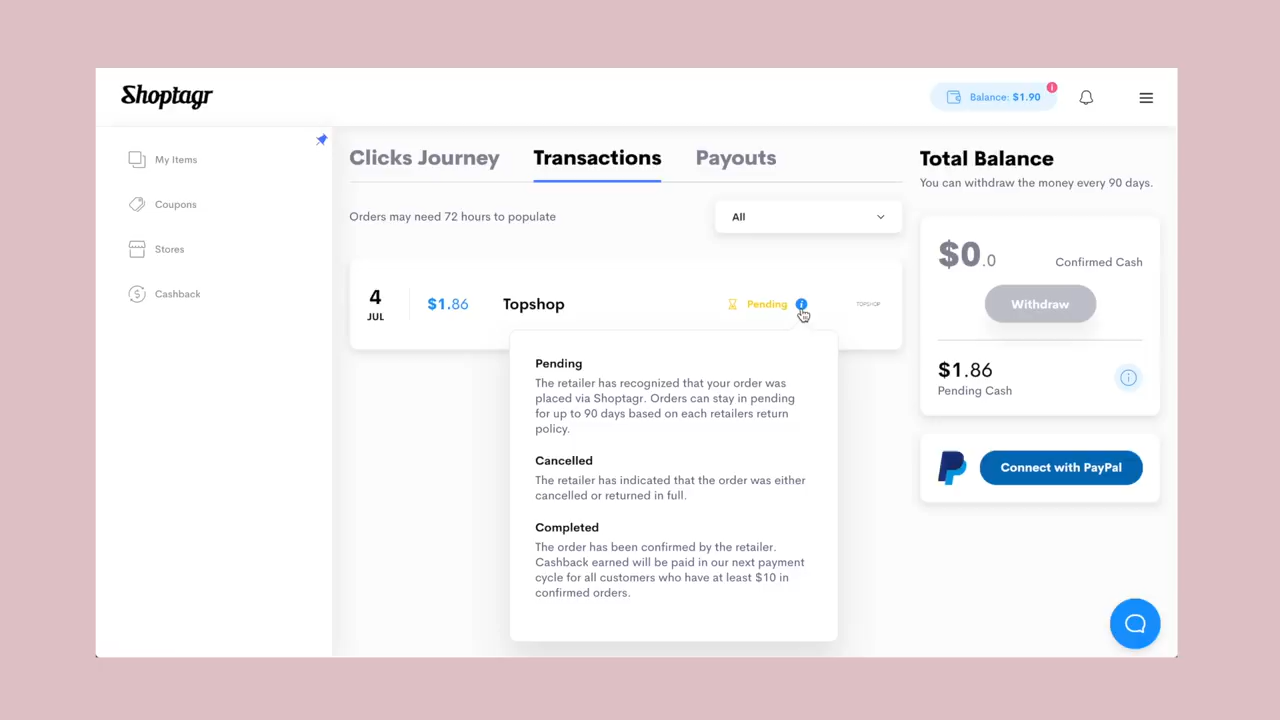 Shoptagr
Balance: $1.90
i
My Items
Coupons
Stores
Cashback
Clicks Journey
Transactions
Payouts
Orders may need 72 hours to populate
All
4
JUL
$1.86
Topshop
Pending
i
TOPSHOP
Pending
The retailer has recognized that your order was
placed via Shoptagr. Orders can stay in pending
for up to 90 days based on each retailers return
policy.
Cancelled
The retailer has indicated that the order was either
cancelled or returned in full.
Completed
The order has been confirmed by the retailer.
Cashback earned will be paid in our next payment
cycle for all customers who have at least $10 in
confirmed orders.
Total Balance
You can withdraw the money every 90 days.
$0.0
Confirmed Cash
Withdraw
$1.86
Pending Cash
i
Connect with PayPal